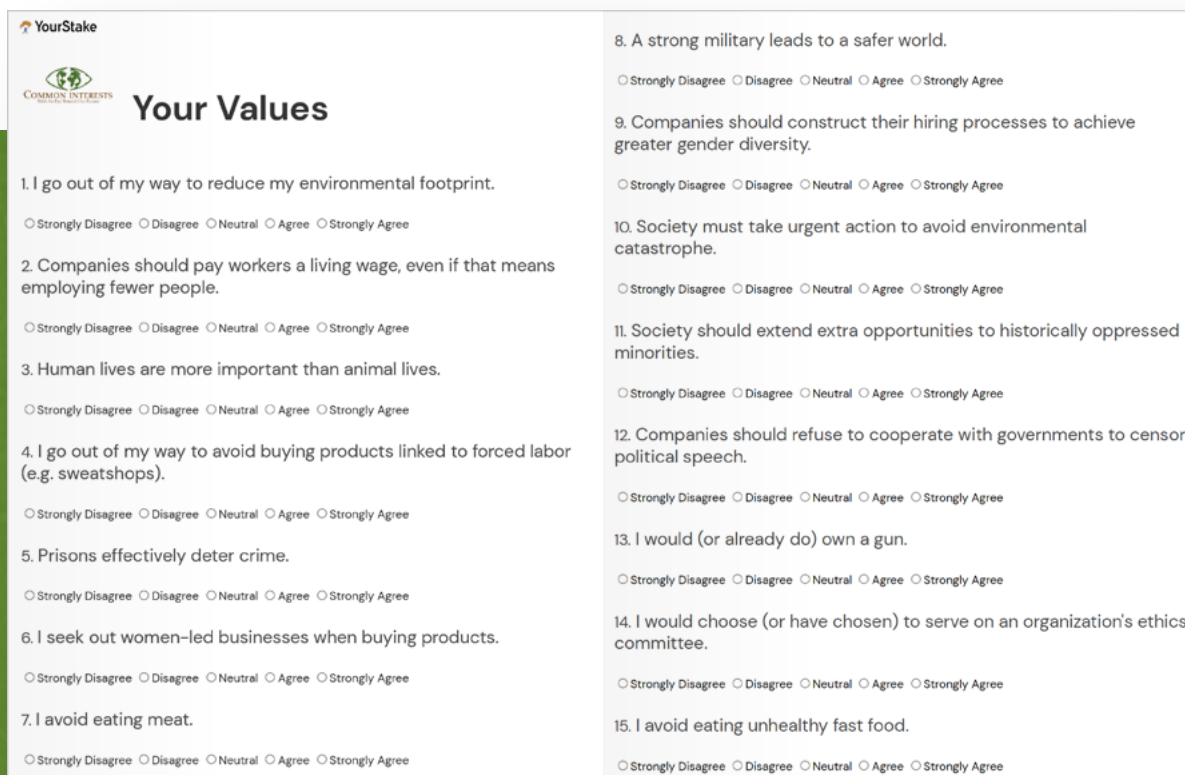 YourStake
COMMON INTERESTS
Your Values
1. I go out of my way to reduce my environmental footprint.
Strongly Disagree Disagree Neutral Agree Strongly Agree
2. Companies should pay workers a living wage, even if that means
employing fewer people.
Strongly Disagree Disagree Neutral Agree Strongly Agree
3. Human lives are more important than animal lives.
Strongly Disagree Disagree Neutral Agree Strongly Agree
4. I go out of my way to avoid buying products linked to forced labor
(e.g. sweatshops).
Strongly Disagree Disagree Neutral Agree Strongly Agree
5. Prisons effectively deter crime.
Strongly Disagree Disagree Neutral Agree Strongly Agree
6. I seek out women-led businesses when buying products.
Strongly Disagree Disagree Neutral Agree Strongly Agree
7. I avoid eating meat.
Strongly Disagree Disagree Neutral Agree Strongly Agree
8. A strong military leads to a safer world.
Strongly Disagree Disagree Neutral Agree Strongly Agree
9. Companies should construct their hiring processes to achieve
greater gender diversity.
Strongly Disagree Disagree Neutral Agree Strongly Agree
10. Society must take urgent action to avoid environmental
catastrophe.
Strongly Disagree Disagree Neutral Agree Strongly Agree
11. Society should extend extra opportunities to historically oppressed
minorities.
Strongly Disagree Disagree Neutral Agree Strongly Agree
12. Companies should refuse to cooperate with governments to censor
political speech.
Strongly Disagree Disagree Neutral Agree Strongly Agree
13. I would (or already do) own a gun.
Strongly Disagree Disagree Neutral Agree Strongly Agree
14. I would choose (or have chosen) to serve on an organization's ethics
committee.
Strongly Disagree Disagree Neutral Agree Strongly Agree
15. I avoid eating unhealthy fast food.
Strongly Disagree Disagree Neutral Agree Strongly Agree